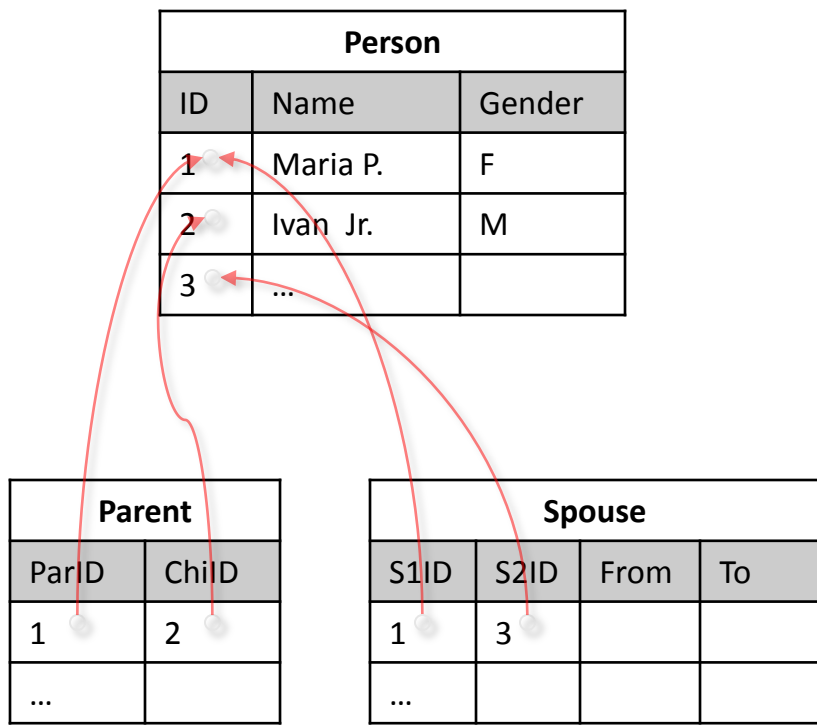 Person
ID Name Gender
1 Maria P. F
2 Ivan Jr. M
3 ...
Parent
ParID ChiID
1 2
...
Spouse
S1ID S2ID From To
1 3
...